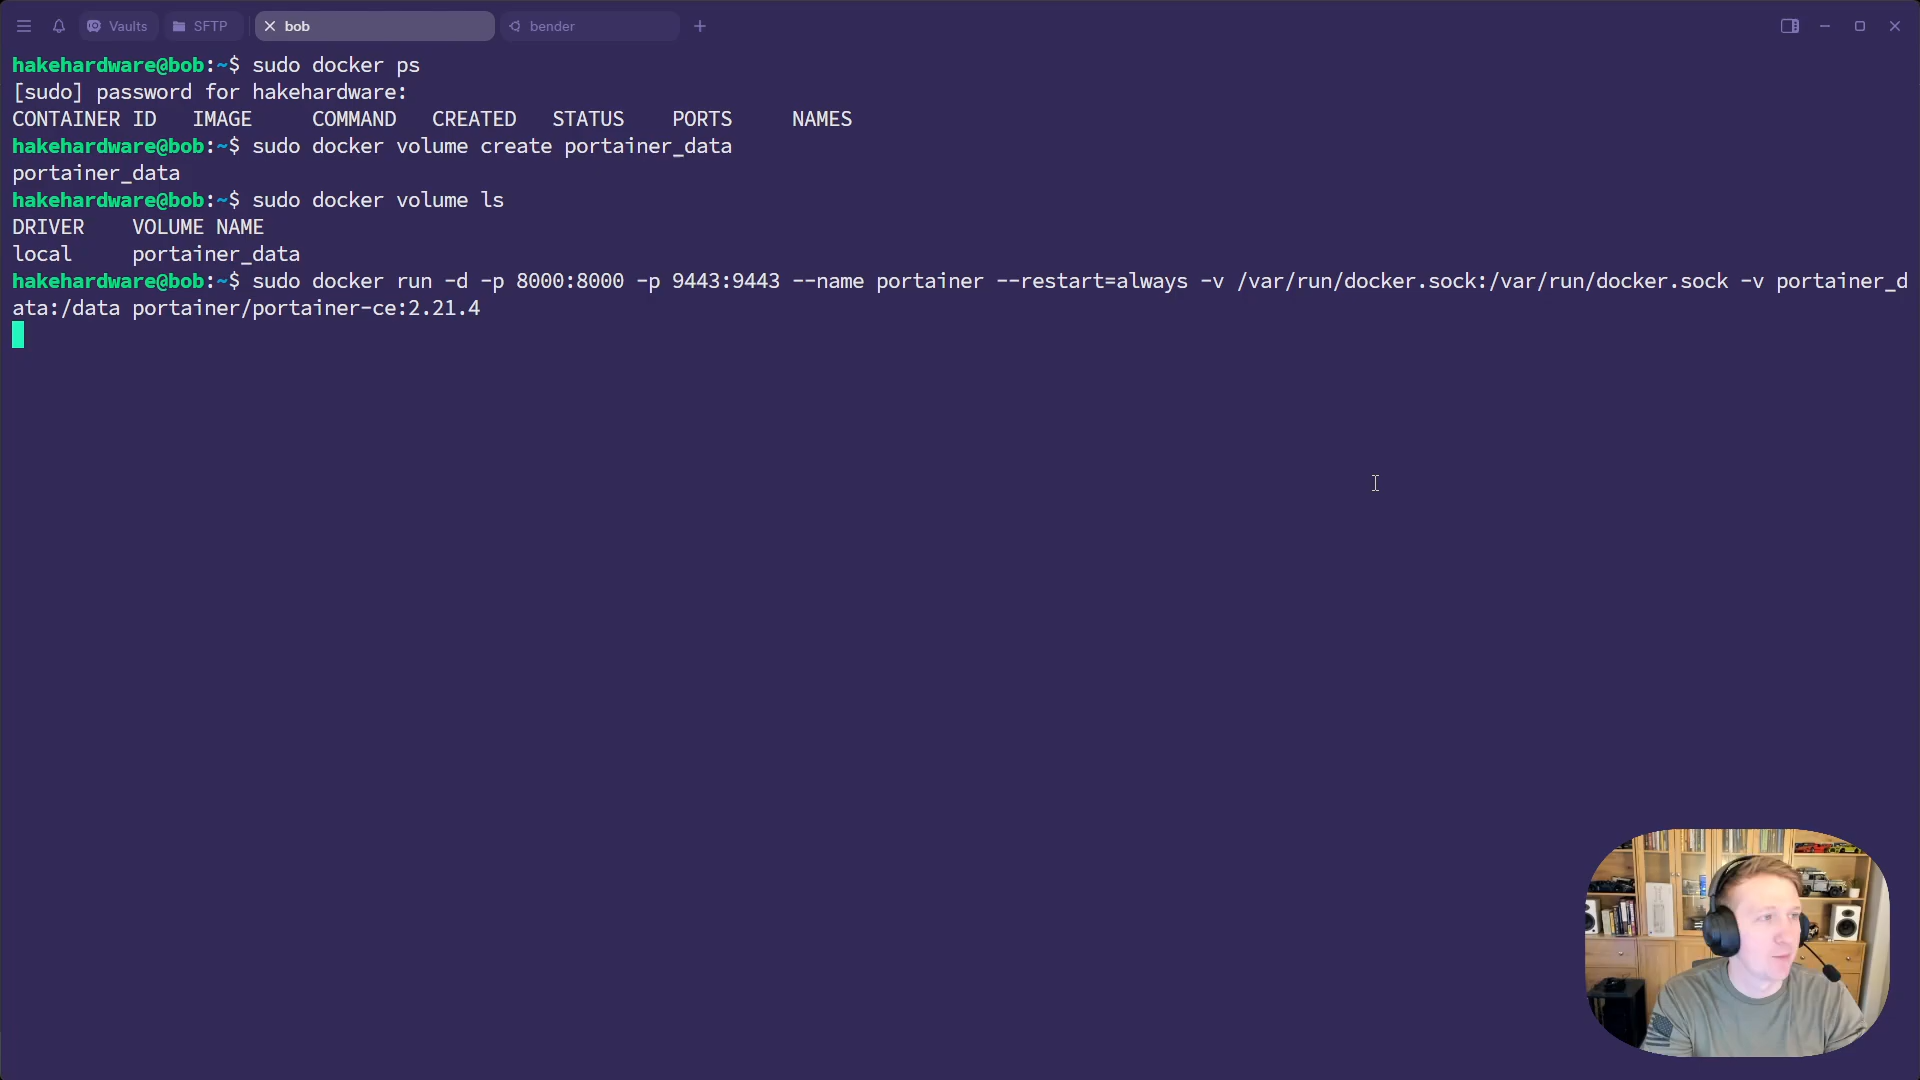 Vaults SFTP bob bender
hakehardware@bob:~$ sudo docker ps
[sudo] password for hakehardware:
CONTAINER ID   IMAGE     COMMAND   CREATED   STATUS    PORTS     NAMES
hakehardware@bob:~$ sudo docker volume create portainer_data
portainer_data
hakehardware@bob:~$ sudo docker volume ls
DRIVER    VOLUME NAME
local     portainer_data
hakehardware@bob:~$ sudo docker run -d -p 8000:8000 -p 9443:9443 --name portainer --restart=always -v /var/run/docker.sock:/var/run/docker.sock -v portainer_d
ata:/data portainer/portainer-ce:2.21.4